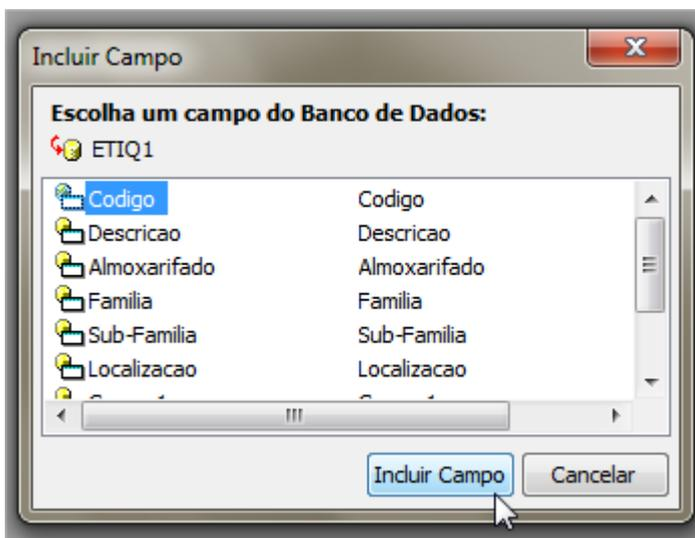 Incluir Campo
Escolha um campo do Banco de Dados:
ETIQ1
Codigo Codigo
Descricao Descricao
Almoxarifado Almoxarifado
Familia Familia
Sub-Familia Sub-Familia
Localizacao Localizacao
Incluir Campo Cancelar